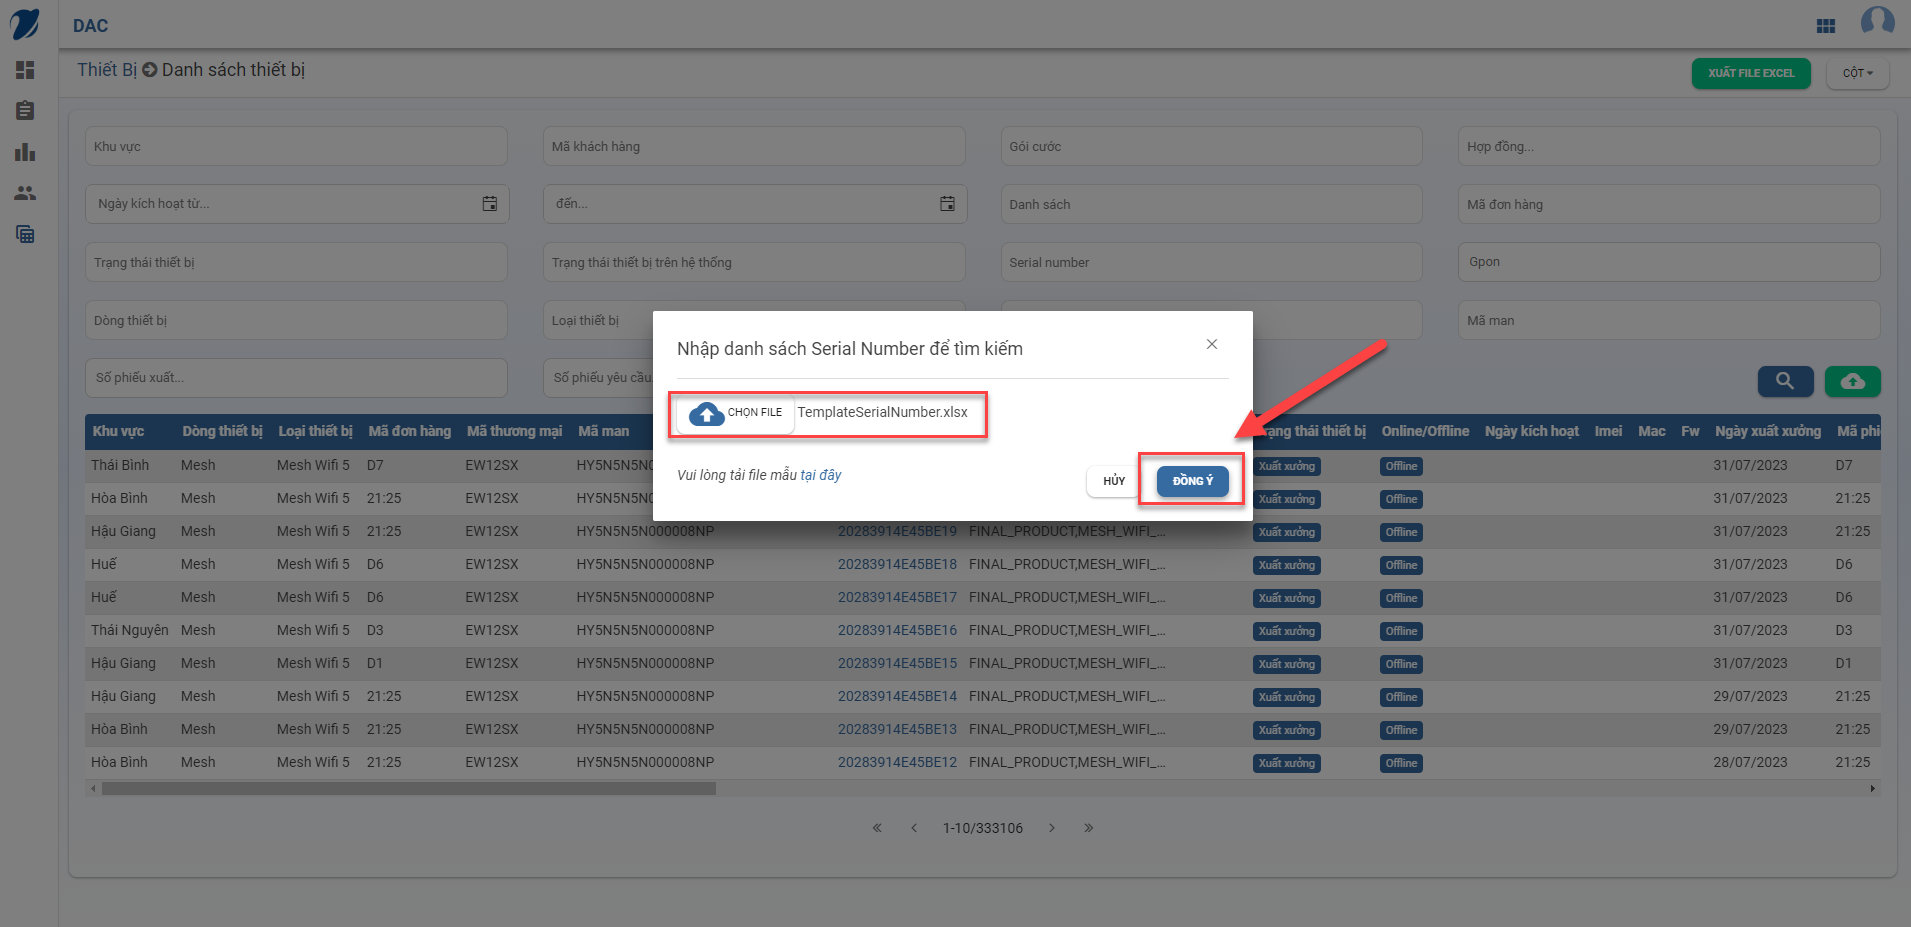 DAC
Thiết Bị Danh sách thiết bị
XUẤT FILE EXCEL
CỘT
Khu vực
Mã khách hàng
Gói cước
Hợp đồng...
Ngày kích hoạt từ...
đến...
Danh sách
Mã đơn hàng
Trạng thái thiết bị
Trạng thái thiết bị trên hệ thống
Serial number
Gpon
Dòng thiết bị
Loại thiết bị
Mã man
Số phiếu xuất...
Số phiếu yêu cầu
Nhập danh sách Serial Number để tìm kiếm
CHỌN FILE TemplateSerialNumber.xlsx
Vui lòng tải file mẫu tại đây
HỦY
ĐỒNG Ý
Khu vực Dòng thiết bị Loại thiết bị Mã đơn hàng Mã thương mại Mã man thái thiết bị Online/Offline Ngày kích hoạt Imei Mac Fw Ngày xuất xưởng Mã
Thái Bình Mesh Mesh Wifi 5 D7 EW12SX Xuất xưởng Offline 31/07/2023 D7
Hòa Bình Mesh Mesh Wifi 5 21:25 EW12SX Xuất xưởng Offline 31/07/2023 21:25
Hậu Giang Mesh Mesh Wifi 5 21:25 EW12SX HY5N5N5N000008NP 20283914E45BE19 FINAL_PRODUCT,MESH_WIFI_... Xuất xưởng Offline 31/07/2023 21:25
Huế Mesh Mesh Wifi 5 D6 EW12SX HY5N5N5N000008NP 20283914E45BE18 FINAL_PRODUCT,MESH_WIFI_... Xuất xưởng Offline 31/07/2023 D6
Huế Mesh Mesh Wifi 5 D6 EW12SX HY5N5N5N000008NP 20283914E45BE17 FINAL_PRODUCT,MESH_WIFI_... Xuất xưởng Offline 31/07/2023 D6
Thái Nguyên Mesh Mesh Wifi 5 D3 EW12SX HY5N5N5N000008NP 20283914E45BE16 FINAL_PRODUCT,MESH_WIFI_... Xuất xưởng Offline 31/07/2023 D3
Hậu Giang Mesh Mesh Wifi 5 D1 EW12SX HY5N5N5N000008NP 20283914E45BE15 FINAL_PRODUCT,MESH_WIFI_... Xuất xưởng Offline 31/07/2023 D1
Hậu Giang Mesh Mesh Wifi 5 21:25 EW12SX HY5N5N5N000008NP 20283914E45BE14 FINAL_PRODUCT,MESH_WIFI_... Xuất xưởng Offline 29/07/2023 21:25
Hòa Bình Mesh Mesh Wifi 5 21:25 EW12SX HY5N5N5N000008NP 20283914E45BE13 FINAL_PRODUCT,MESH_WIFI_... Xuất xưởng Offline 29/07/2023 21:25
Hòa Bình Mesh Mesh Wifi 5 21:25 EW12SX HY5N5N5N000008NP 20283914E45BE12 FINAL_PRODUCT,MESH_WIFI_... Xuất xưởng Offline 28/07/2023 21:25
1-10/333106